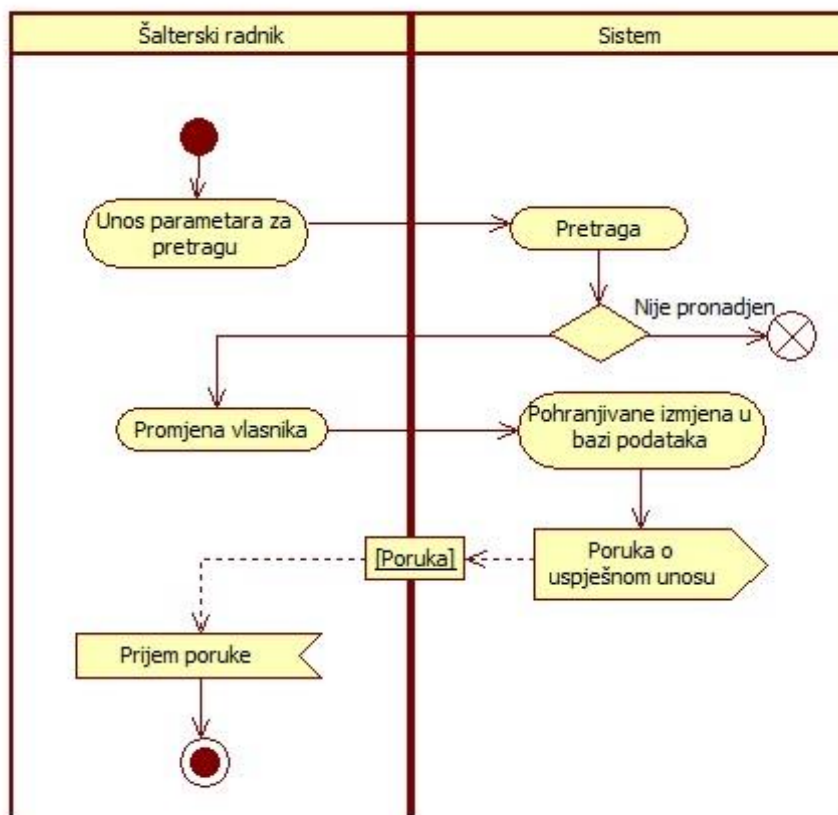 Šalterski radnik
Sistem
Unos parametara za
pretragu
Pretraga
Nije pronadjen
Promjena vlasnika
Pohranjivane izmjena u
bazi podataka
[Poruka]
Poruka o
uspješnom unosu
Prijem poruke